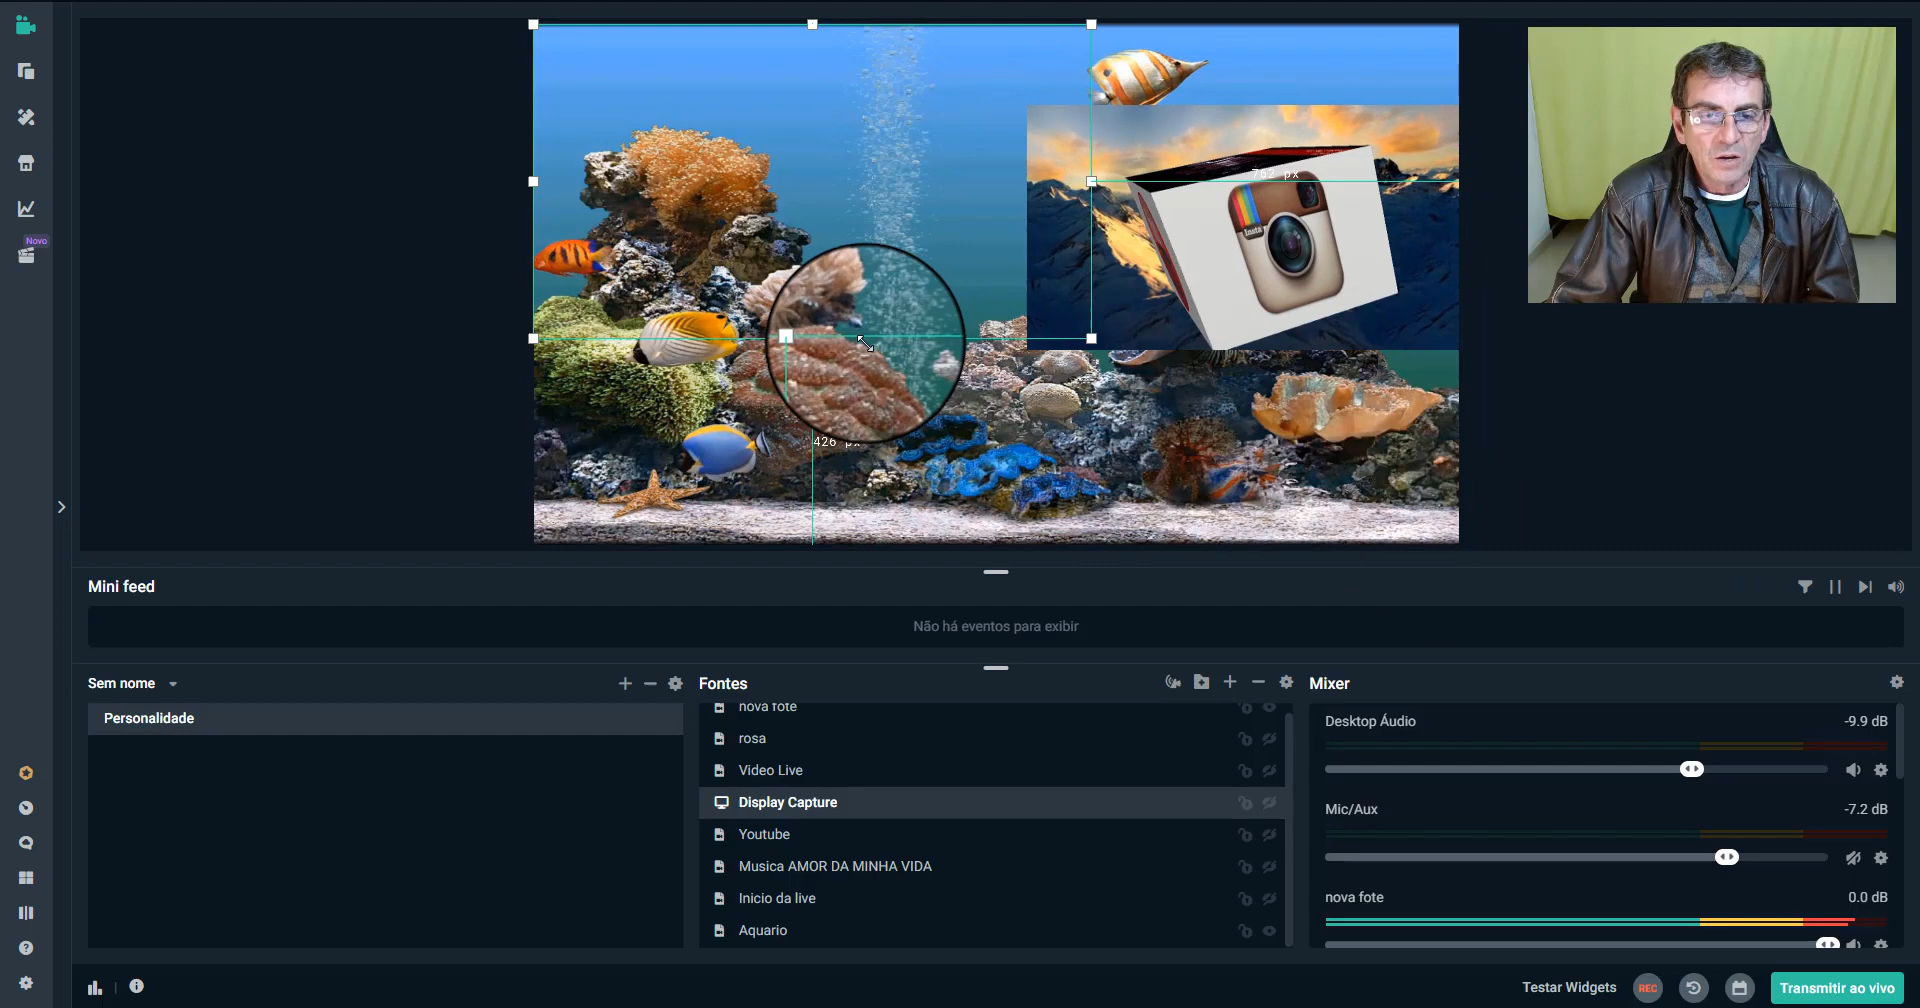 Novo
752 px
Insta
426 px
Mini feed
Não há eventos para exibir
Sem nome
Personalidade
Fontes
nova fote
rosa
Video Live
Display Capture
Youtube
Musica AMOR DA MINHA VIDA
Inicio da live
Aquario
Mixer
Desktop Áudio -9.9 dB
Mic/Aux -7.2 dB
nova fote 0.0 dB
Testar Widgets
REC
Transmitir ao vivo